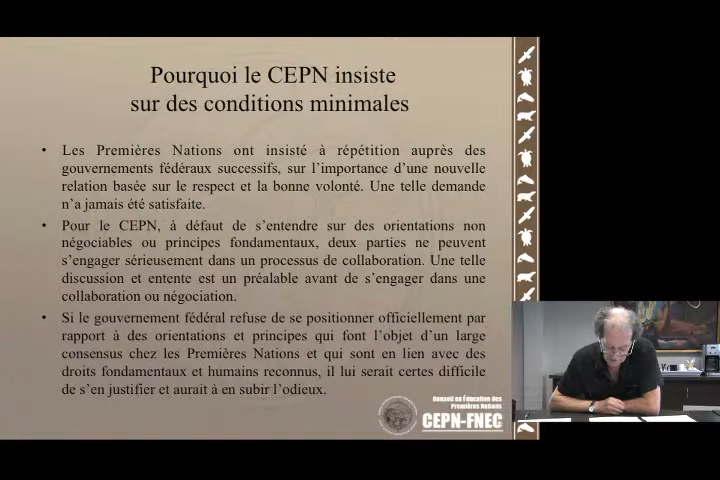 Pourquoi le CEPN insiste
sur des conditions minimales
• Les Premières Nations ont insisté à répétition auprès des
gouvernements fédéraux successifs, sur l'importance d'une nouvelle
relation basée sur le respect et la bonne volonté. Une telle demande
n'a jamais été satisfaite.
• Pour le CEPN, à défaut de s'entendre sur des orientations non
négociables ou principes fondamentaux, deux parties ne peuvent
s'engager sérieusement dans un processus de collaboration. Une telle
discussion et entente est un préalable avant de s'engager dans une
collaboration ou négociation.
• Si le gouvernement fédéral refuse de se positionner officiellement par
rapport à des orientations et principes qui font l'objet d'un large
consensus chez les Premières Nations et qui sont en lien avec des
droits fondamentaux et humains reconnus, il lui serait certes difficile
de s'en justifier et aurait à en subir l'odieux.
Conseil en Éducation des
Premières Nations
CEPN-FNEC